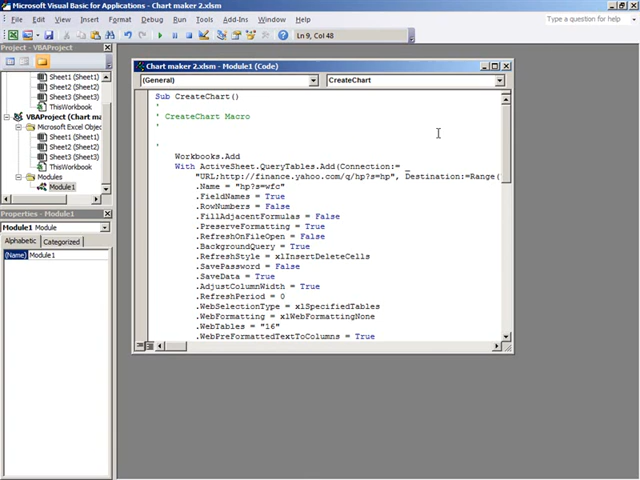 Microsoft Visual Basic for Applications - Chart maker 2.xlsm
File Edit View Insert Format Debug Run Tools Add-Ins Window Help
Type a question for help
Ln 9, Col 48
Project - VBAProject
Sheet1 (Sheet1)
Sheet2 (Sheet2)
Sheet3 (Sheet3)
ThisWorkbook
VBAProject (Chart ma
Microsoft Excel Objec
Sheet1 (Sheet1)
Sheet2 (Sheet2)
Sheet3 (Sheet3)
ThisWorkbook
Modules
Module1
Properties - Module1
Module1 Module
Alphabetic Categorized
(Name) Module1
Chart maker 2.xlsm - Module1 (Code)
(General) CreateChart
Sub CreateChart()
'
' CreateChart Macro
'
'
Workbooks.Add
With ActiveSheet.QueryTables.Add(Connection:= _
"URL;http://finance.yahoo.com/q/hp?s=hp", Destination:=Range(
.Name = "hp?s=wfc"
.FieldNames = True
.RowNumbers = False
.FillAdjacentFormulas = False
.PreserveFormatting = True
.RefreshOnFileOpen = False
.BackgroundQuery = True
.RefreshStyle = xlInsertDeleteCells
.SavePassword = False
.SaveData = True
.AdjustColumnWidth = True
.RefreshPeriod = 0
.WebSelectionType = xlSpecifiedTables
.WebFormatting = xlWebFormattingNone
.WebTables = "16"
.WebPreFormattedTextToColumns = True